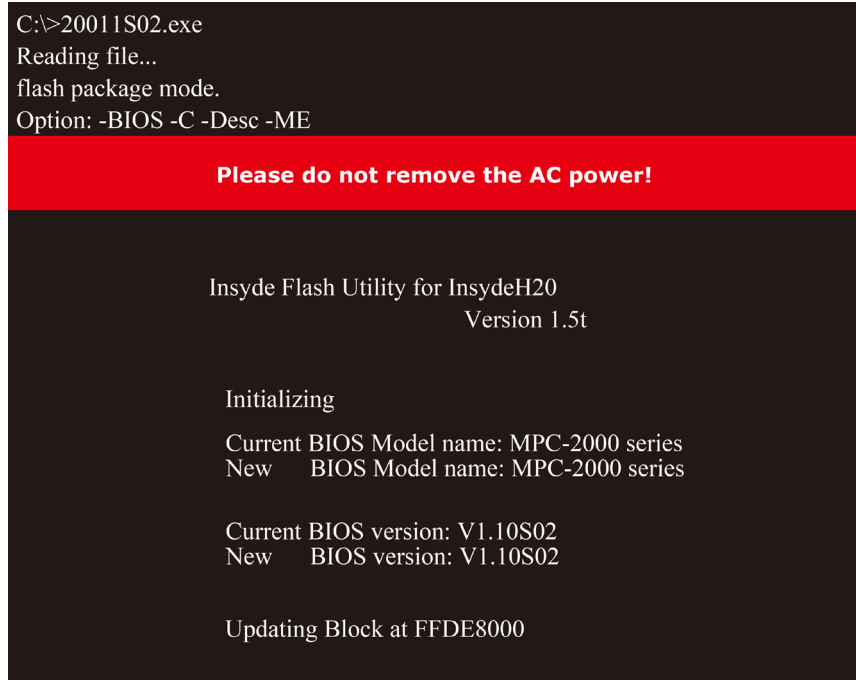 C:\>20011S02.exe
Reading file...
flash package mode.
Option: -BIOS -C -Desc -ME
Please do not remove the AC power!
Insyde Flash Utility for InsydeH20
Version 1.5t
Initializing
Current BIOS Model name: MPC-2000 series
New BIOS Model name: MPC-2000 series
Current BIOS version: V1.10S02
New BIOS version: V1.10S02
Updating Block at FFDE8000